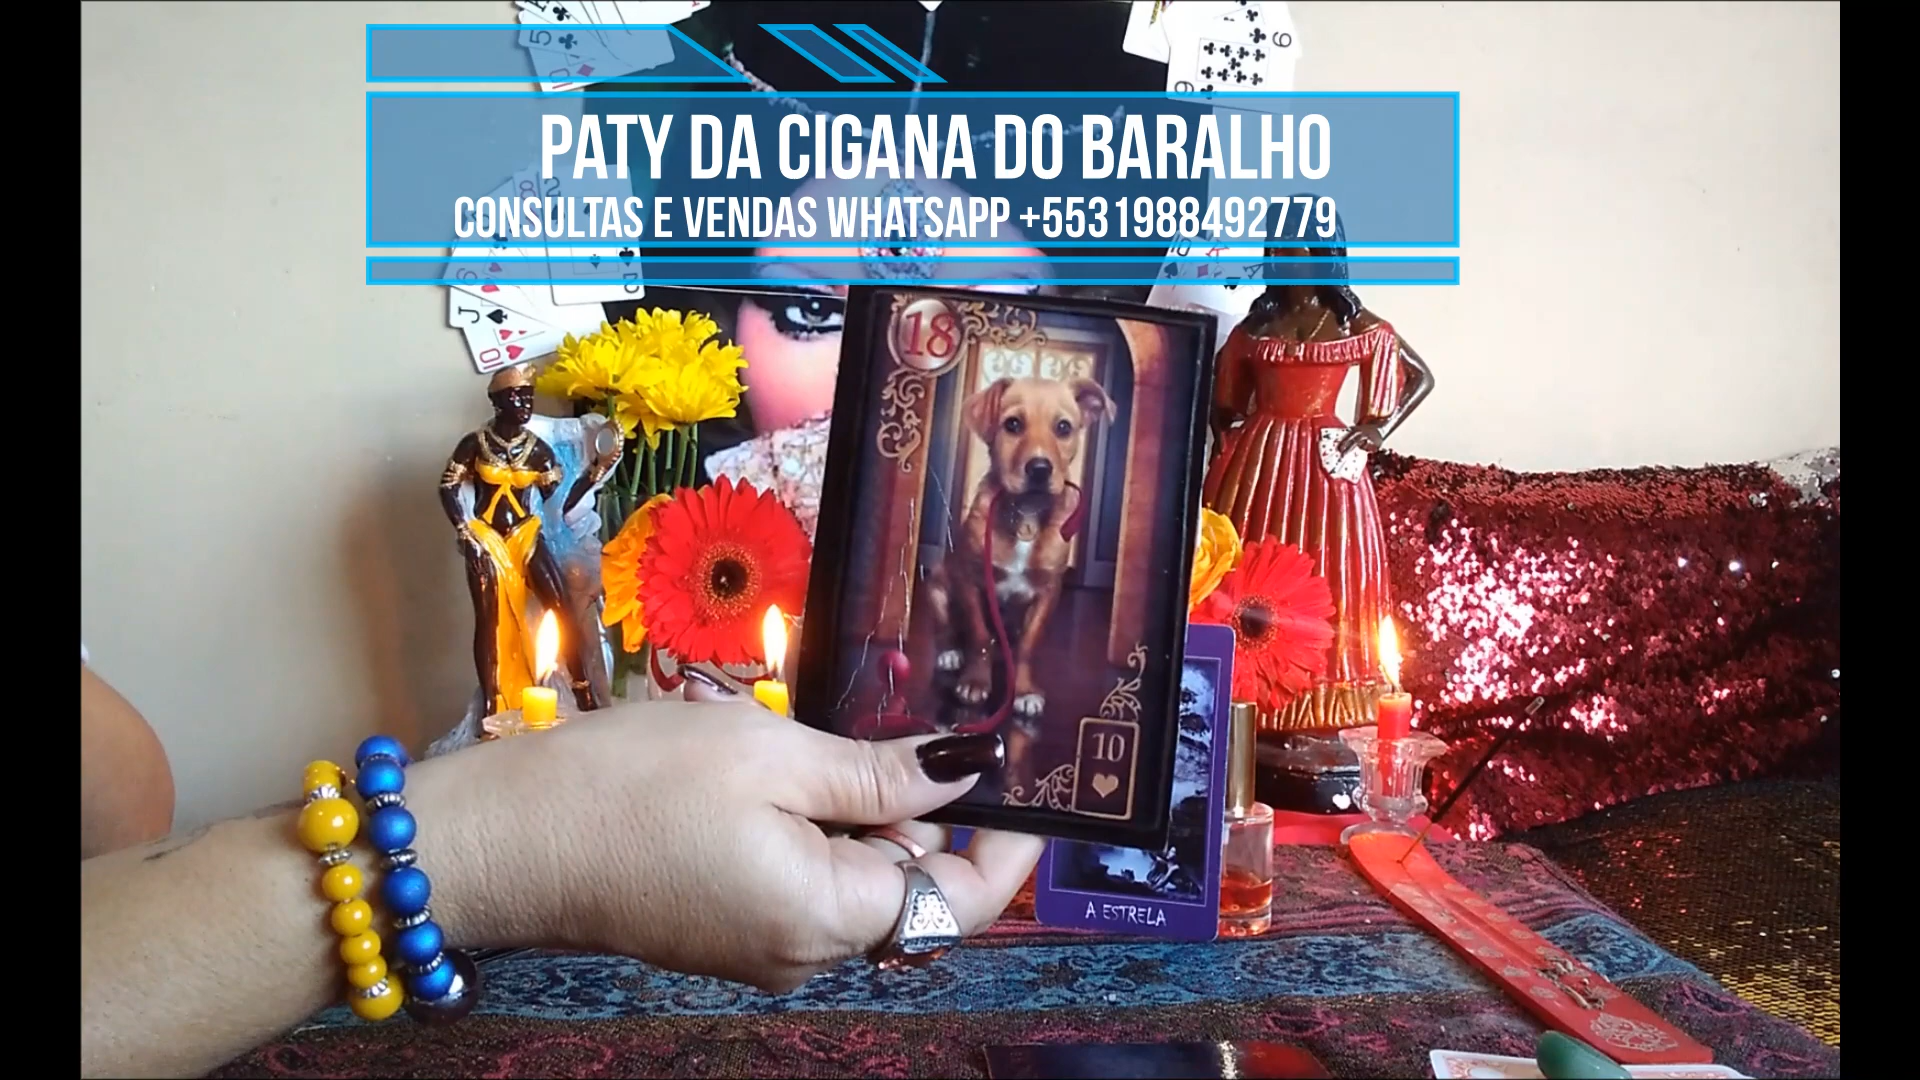 PATY DA CIGANA DO BARALHO
CONSULTAS E VENDAS WHATSAPP +5531988492779
18
10
A ESTRELA